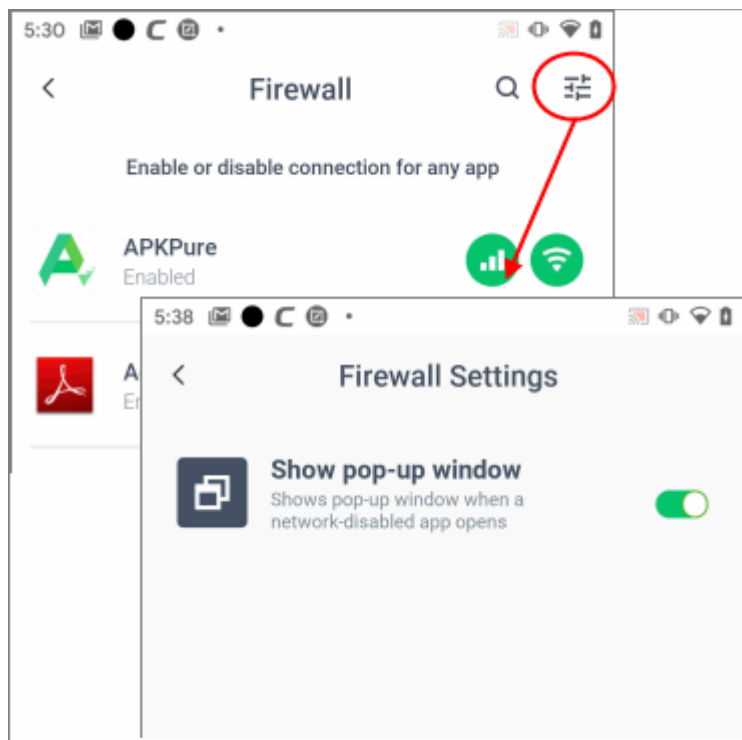 5:30
Firewall
Enable or disable connection for any app
APKPure
Enabled
5:38
Firewall Settings
Show pop-up window
Shows pop-up window when a
network-disabled app opens